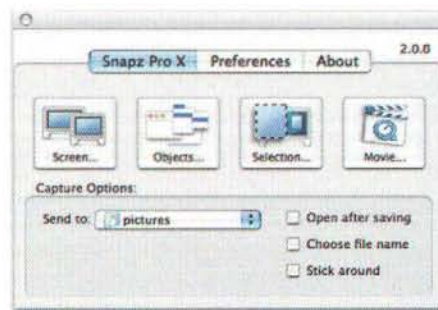 2.0.0
Snapz Pro X Preferences About
Screen... Objects... Selection... Movie...
Capture Options:
Send to: pictures
Open after saving
Choose file name
Stick around